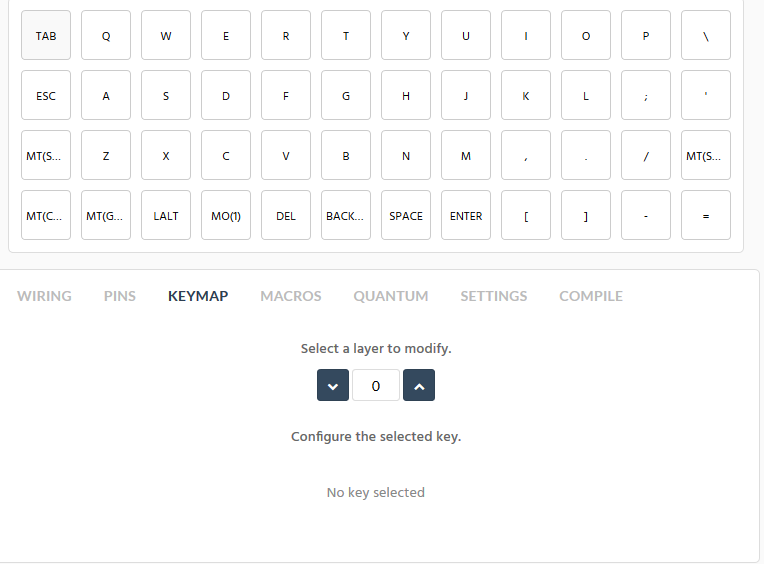 TAB Q W E R T Y U I O P \
ESC A S D F G H J K L ; '
MT(S... Z X C V B N M , . / MT(S...
MT(C... MT(G... LALT MO(1) DEL BACK... SPACE ENTER [ ] - =
WIRING PINS KEYMAP MACROS QUANTUM SETTINGS COMPILE
Select a layer to modify.
0
Configure the selected key.
No key selected